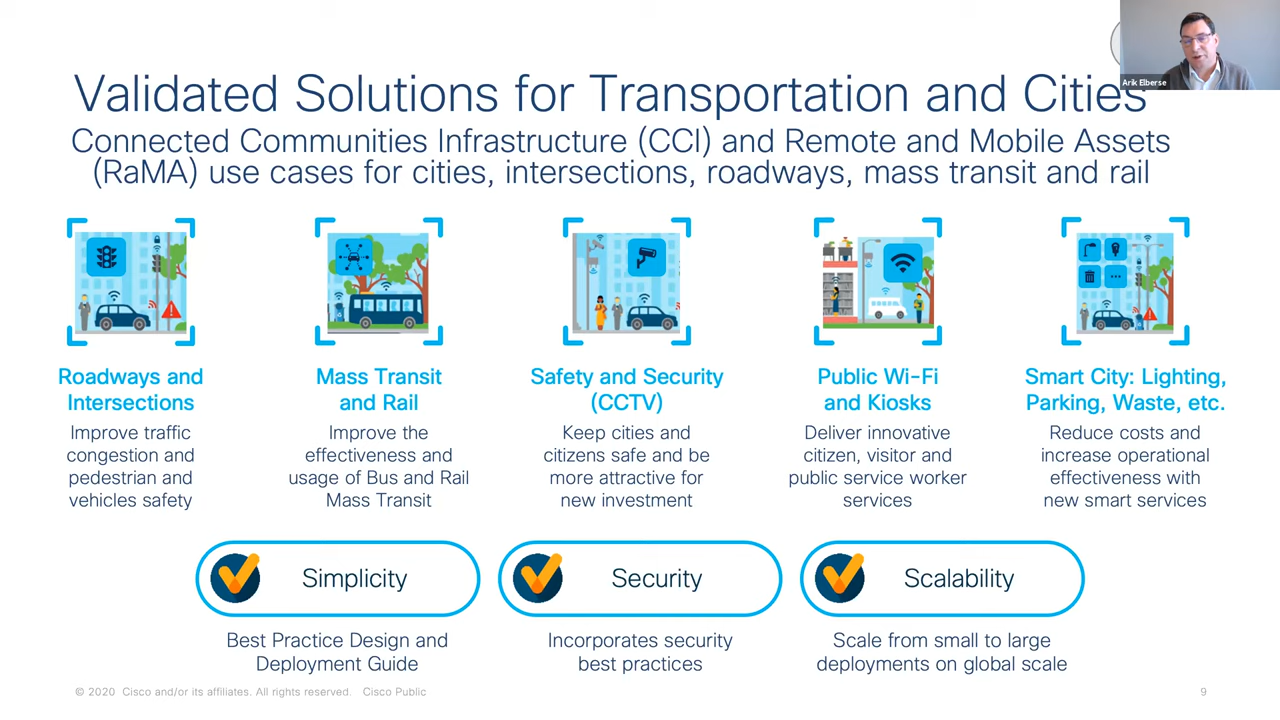 Arik Elberse
Validated Solutions for Transportation and Cities
Connected Communities Infrastructure (CCI) and Remote and Mobile Assets
(RaMA) use cases for cities, intersections, roadways, mass transit and rail
Roadways and
Intersections
Improve traffic
congestion and
pedestrian and
vehicles safety
Mass Transit
and Rail
Improve the
effectiveness and
usage of Bus and Rail
Mass Transit
Safety and Security
(CCTV)
Keep cities and
citizens safe and be
more attractive for
new investment
Public Wi-Fi
and Kiosks
Deliver innovative
citizen, visitor and
public service worker
services
Smart City: Lighting,
Parking, Waste, etc.
Reduce costs and
increase operational
effectiveness with
new smart services
Simplicity
Best Practice Design and
Deployment Guide
Security
Incorporates security
best practices
Scalability
Scale from small to large
deployments on global scale
© 2020 Cisco and/or its affiliates. All rights reserved. Cisco Public
9